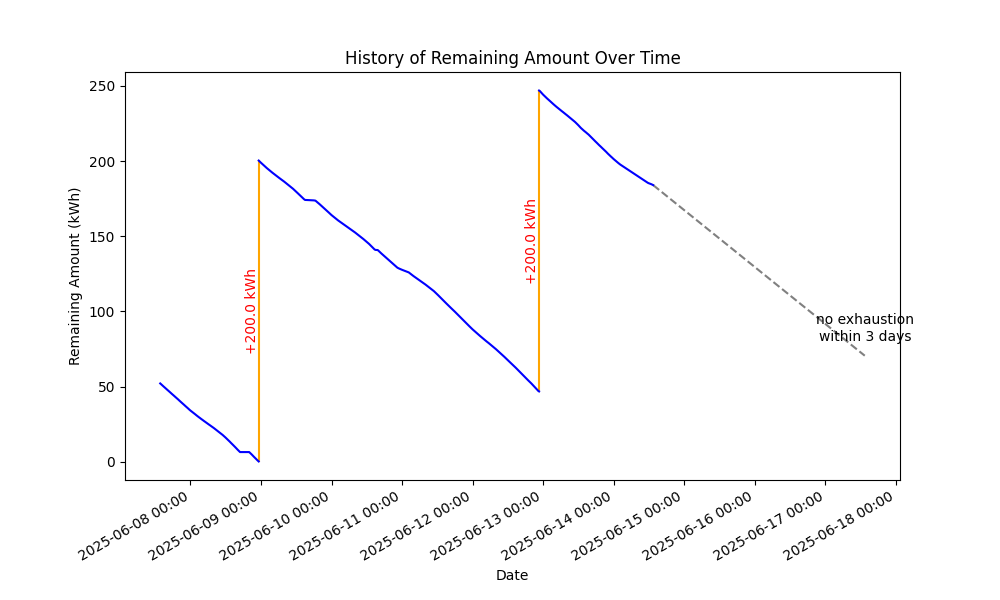 History of Remaining Amount Over Time
Remaining Amount (kWh)
250
200
150
100
50
0
+200.0 kWh
+200.0 kWh
no exhaustion
within 3 days
2025-06-08 00:00
2025-06-09 00:00
2025-06-10 00:00
2025-06-11 00:00
2025-06-12 00:00
2025-06-13 00:00
2025-06-14 00:00
2025-06-15 00:00
2025-06-16 00:00
2025-06-17 00:00
2025-06-18 00:00
Date